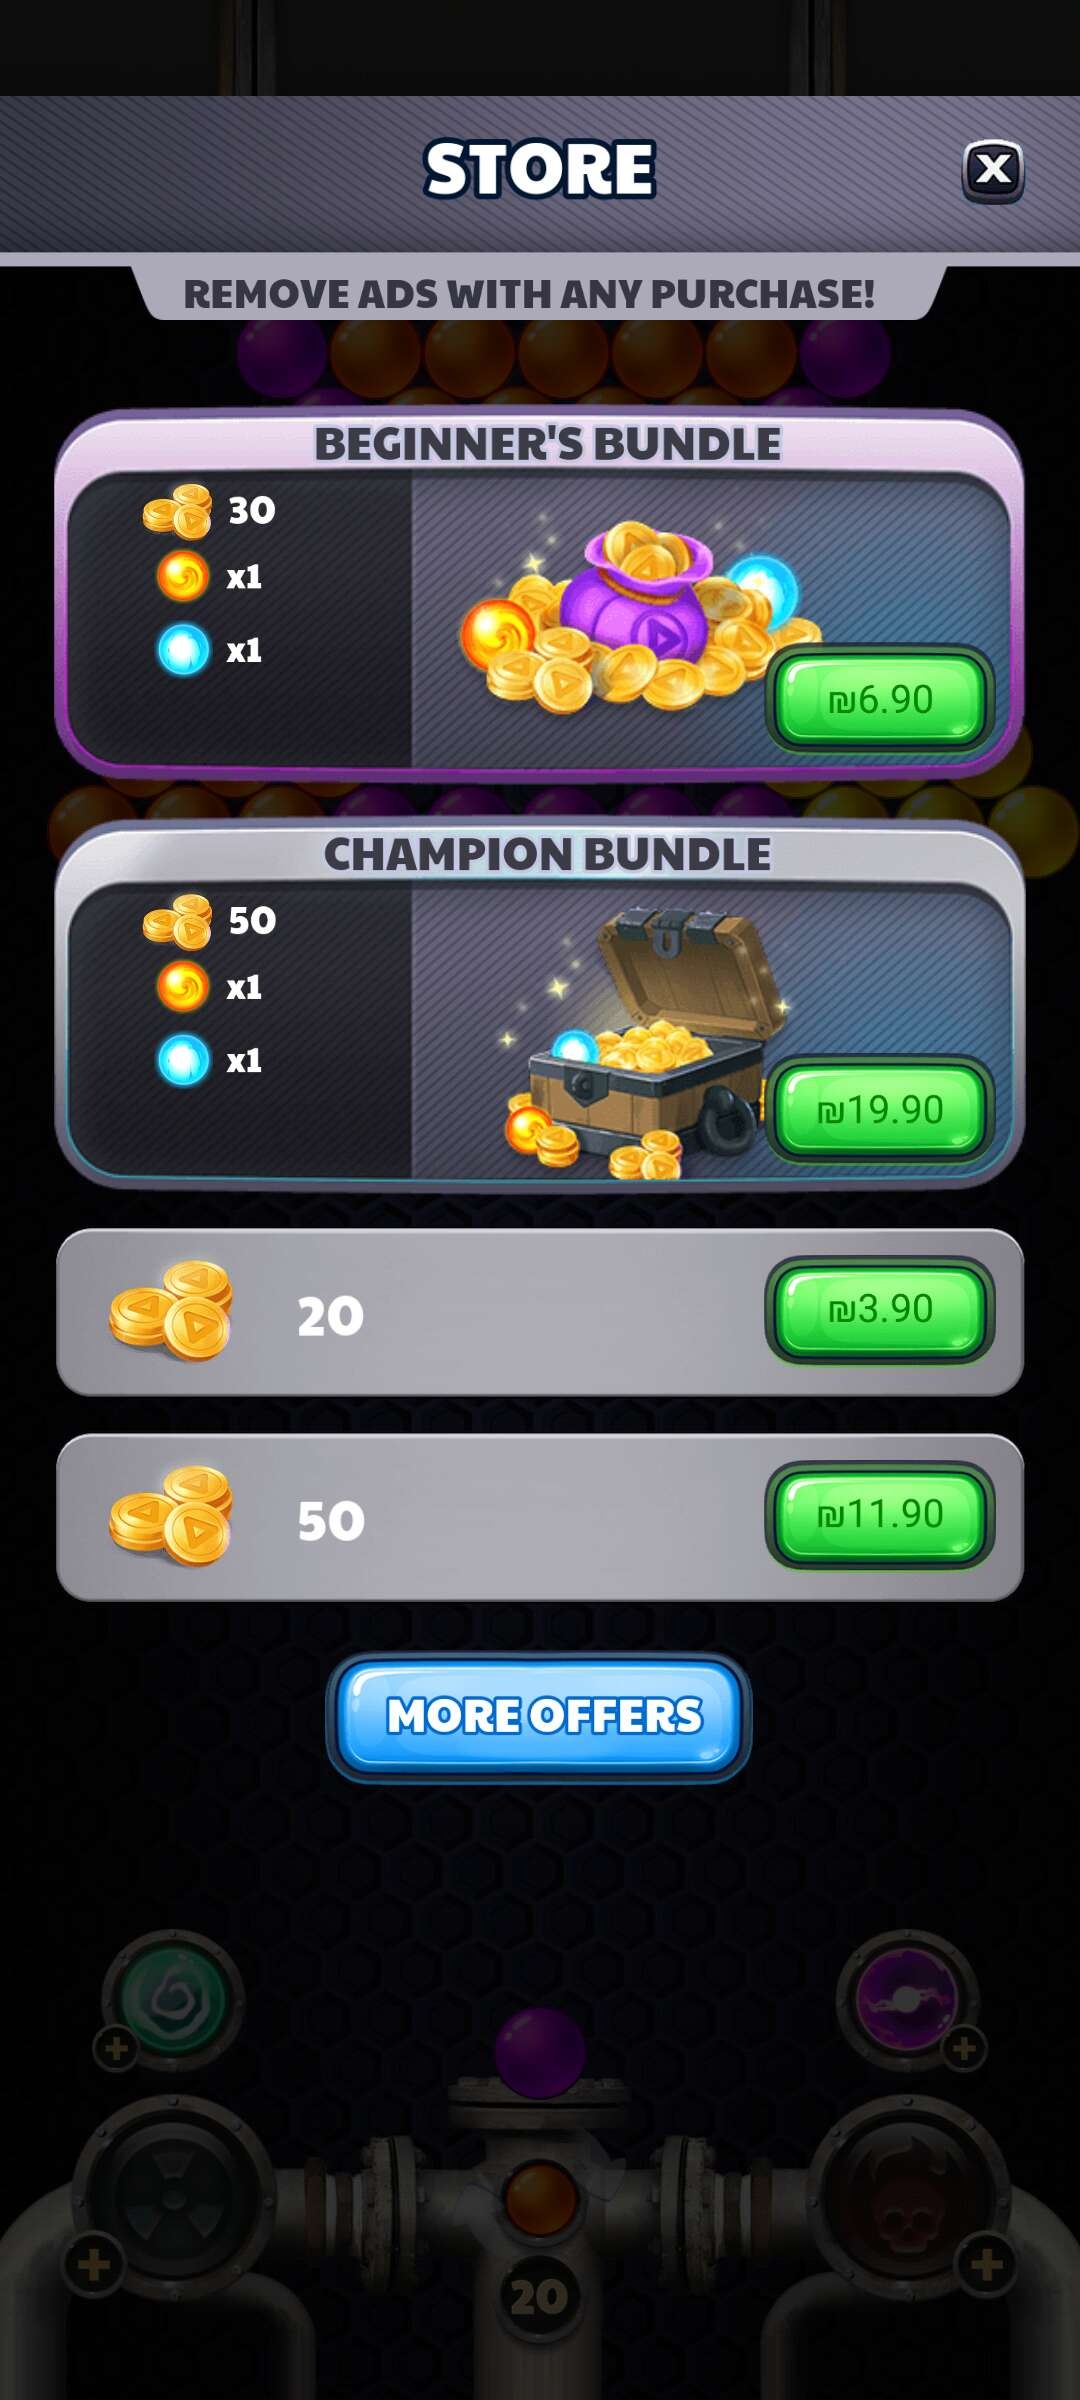 STORE
X
REMOVE ADS WITH ANY PURCHASE!
BEGINNER'S BUNDLE
30
x1
x1
₪6.90
CHAMPION BUNDLE
50
x1
x1
₪19.90
20
₪3.90
50
₪11.90
MORE OFFERS
20